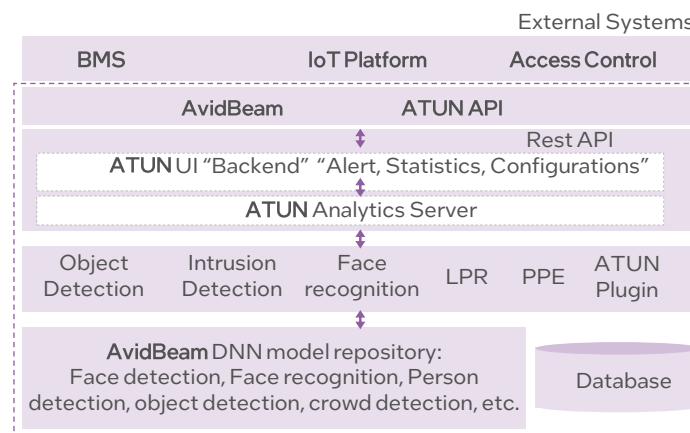 External Systems
BMS IoT Platform Access Control
AvidBeam ATUN API
Rest API
ATUN UI “Backend” “Alert, Statistics, Configurations”
ATUN Analytics Server
Object Detection
Intrusion Detection
Face recognition
LPR
PPE
ATUN Plugin
AvidBeam DNN model repository:
Face detection, Face recognition, Person
detection, object detection, crowd detection, etc.
Database